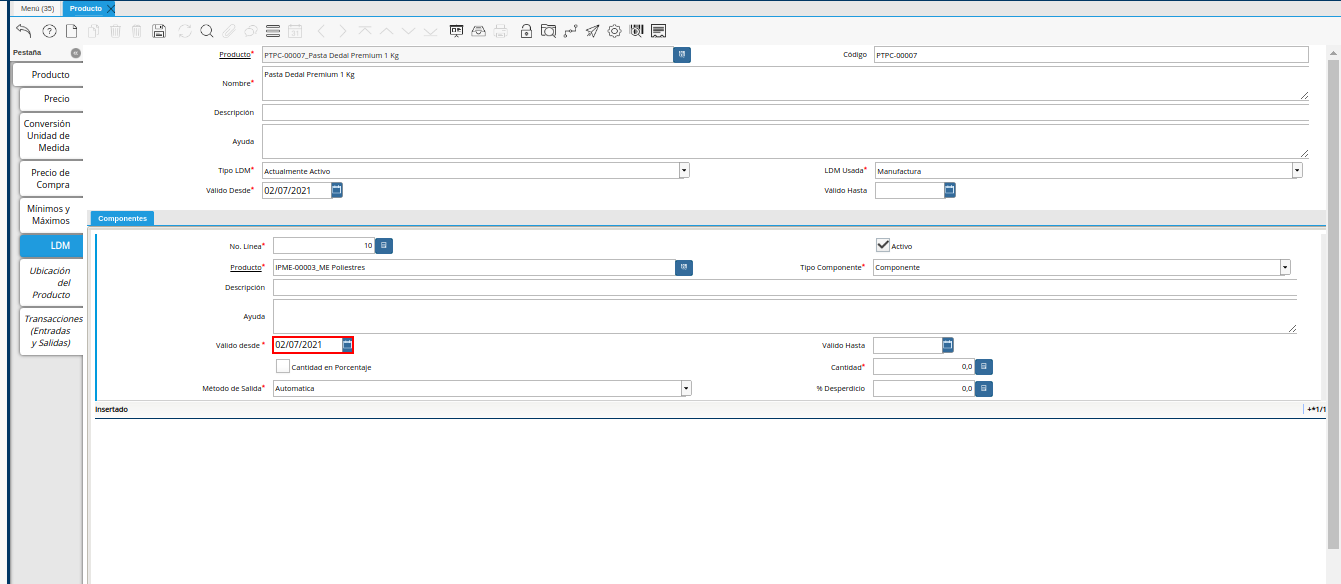 Menú (35) Producto
Pestaña
Producto
Precio
Conversión
Unidad de
Medida
Precio de
Compra
Mínimos y
Máximos
LDM
Ubicación
del
Producto
Transacciones
(Entradas
y Salidas)
Producto* PTPC-00007_Pasta Dedal Premium 1 Kg Código PTPC-00007
Nombre* Pasta Dedal Premium 1 Kg
Descripción
Ayuda
Tipo LDM* Actualmente Activo LDM Usada* Manufactura
Válido Desde* 02/07/2021 Válido Hasta
Componentes
No. Línea* 10 Activo
Producto* IPME-00003_ME Poliestres Tipo Componente* Componente
Descripción
Ayuda
Válido desde * 02/07/2021 Válido Hasta
Cantidad en Porcentaje Cantidad* 0,0
Método de Salida* Automatica % Desperdicio 0,0
Insertado +*1/1